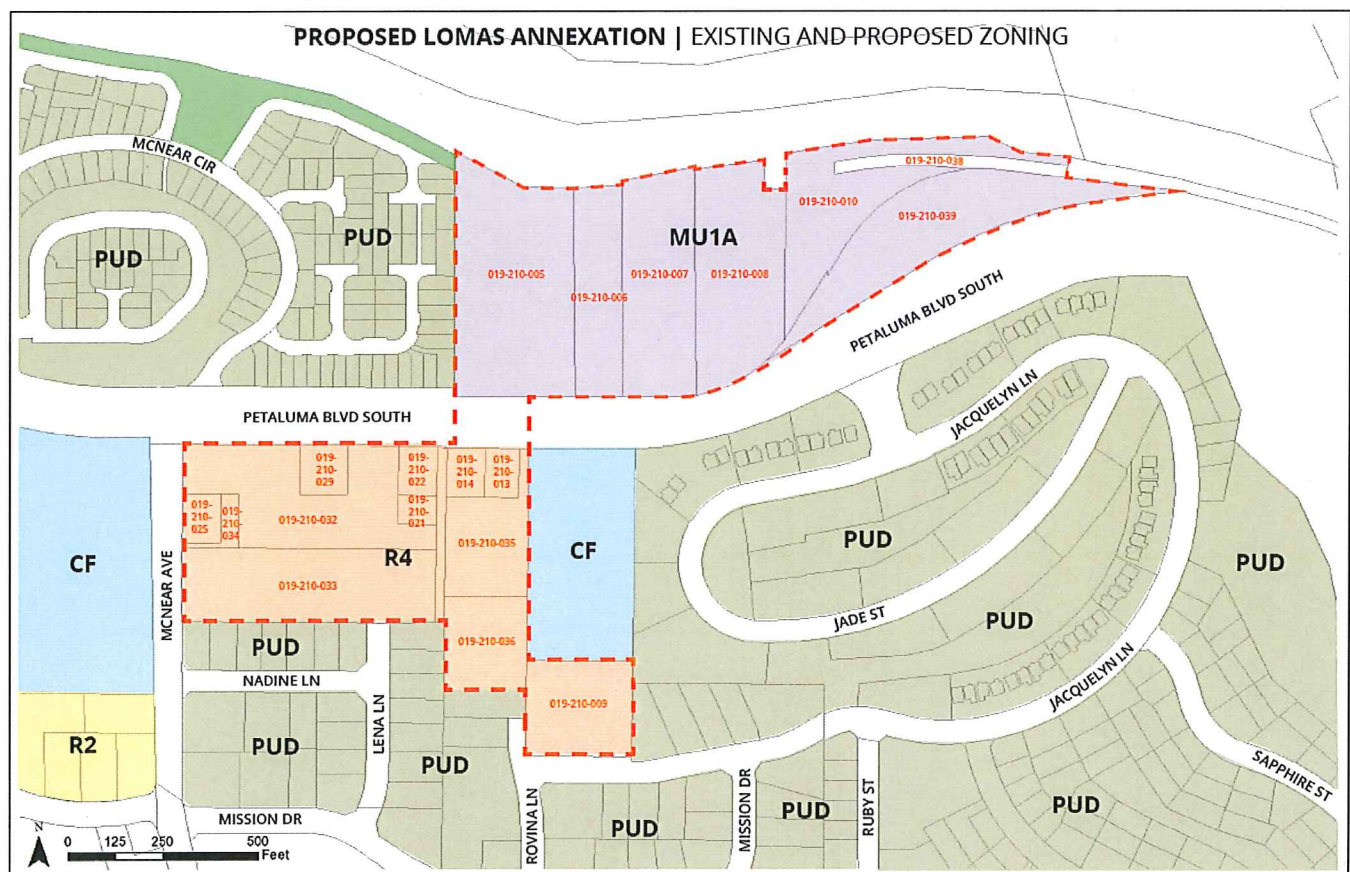 PROPOSED LOMAS ANNEXATION | EXISTING AND PROPOSED ZONING
MCNEAR CIR
PUD
PUD
019-210-038
019-210-010
019-210-039
MU1A
019-210-005
019-210-006
019-210-007
019-210-008
PETALUMA BLVD SOUTH
PETALUMA BLVD SOUTH
JACQUELYN LN
019-
210-
029
019-
210-
022
019-
210-
014
019-
210-
013
019-
210-
025
019-
210-
034
019-210-032
019-
210-
021
019-210-035
CF
MCNEAR AVE
R4
019-210-033
CF
PUD
PUD
JADE ST
PUD
PUD
019-210-036
NADINE LN
LENA LN
019-210-009
JACQUELYN LN
R2
PUD
PUD
SAPPHIRE ST
MISSION DR
ROVINA LN
PUD
MISSION DR
PUD
RUBY ST
PUD
N
0 125 250 500
Feet